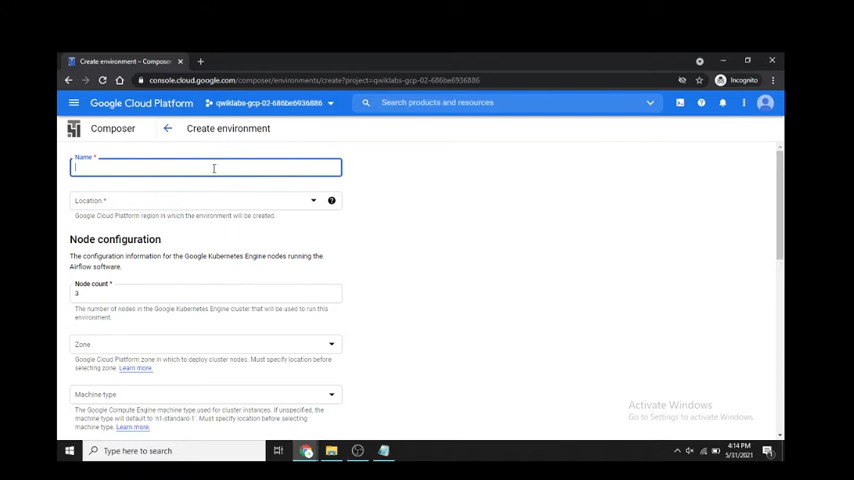 Create environment – Composer
console.cloud.google.com/composer/environments/create?project=qwiklabs-gcp-02-686be6936886
Incognito
Google Cloud Platform
qwiklabs-gcp-02-686be6936886
Search products and resources
Composer
Create environment
Name *
Location *
Google Cloud Platform region in which the environment will be created.
Node configuration
The configuration information for the Google Kubernetes Engine nodes running the
Airflow software.
Node count *
3
The number of nodes in the Google Kubernetes Engine cluster that will be used to run this
environment.
Zone
Google Cloud Platform zone in which to deploy cluster nodes. Must specify location before
selecting zone. Learn more.
Machine type
The Google Compute Engine machine type used for cluster instances. If unspecified, the
machine type will default to 'n1-standard-1'. Must specify location before selecting
machine type. Learn more.
Activate Windows
Go to Settings to activate Windows.
Type here to search
4:14 PM
5/31/2021